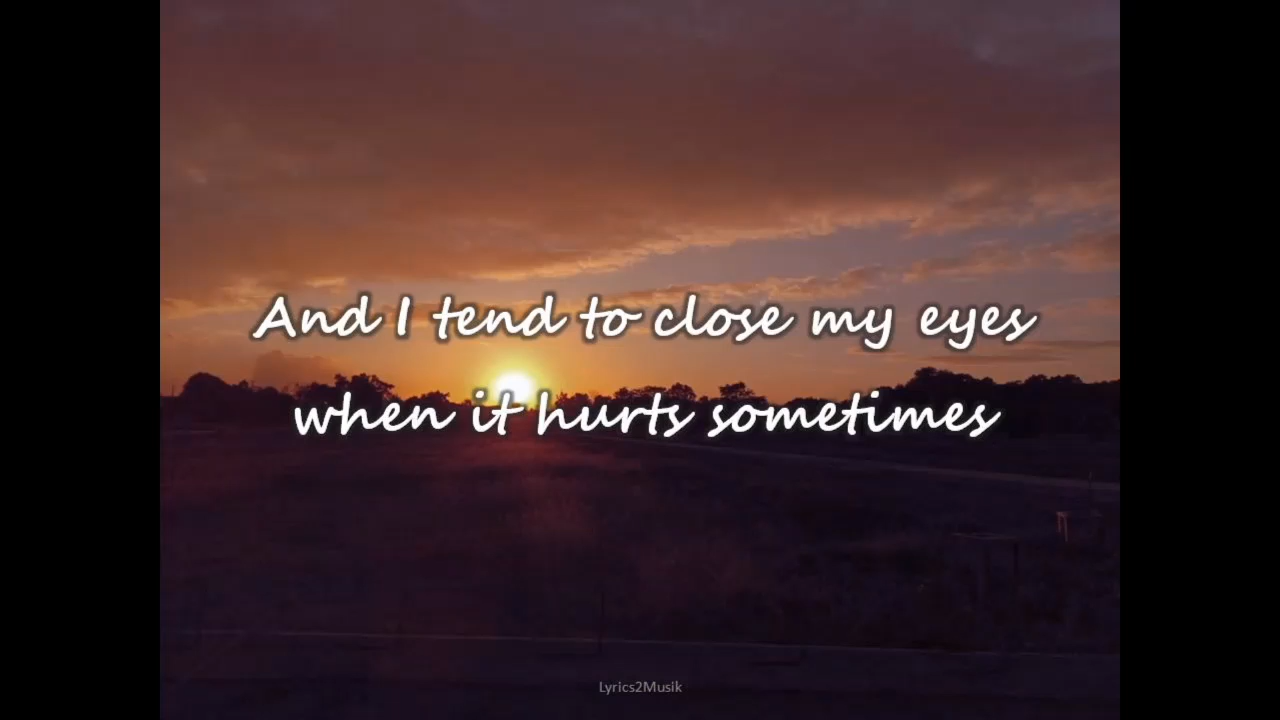 And I tend to close my eyes
when it hurts sometimes
Lyrics2Musik